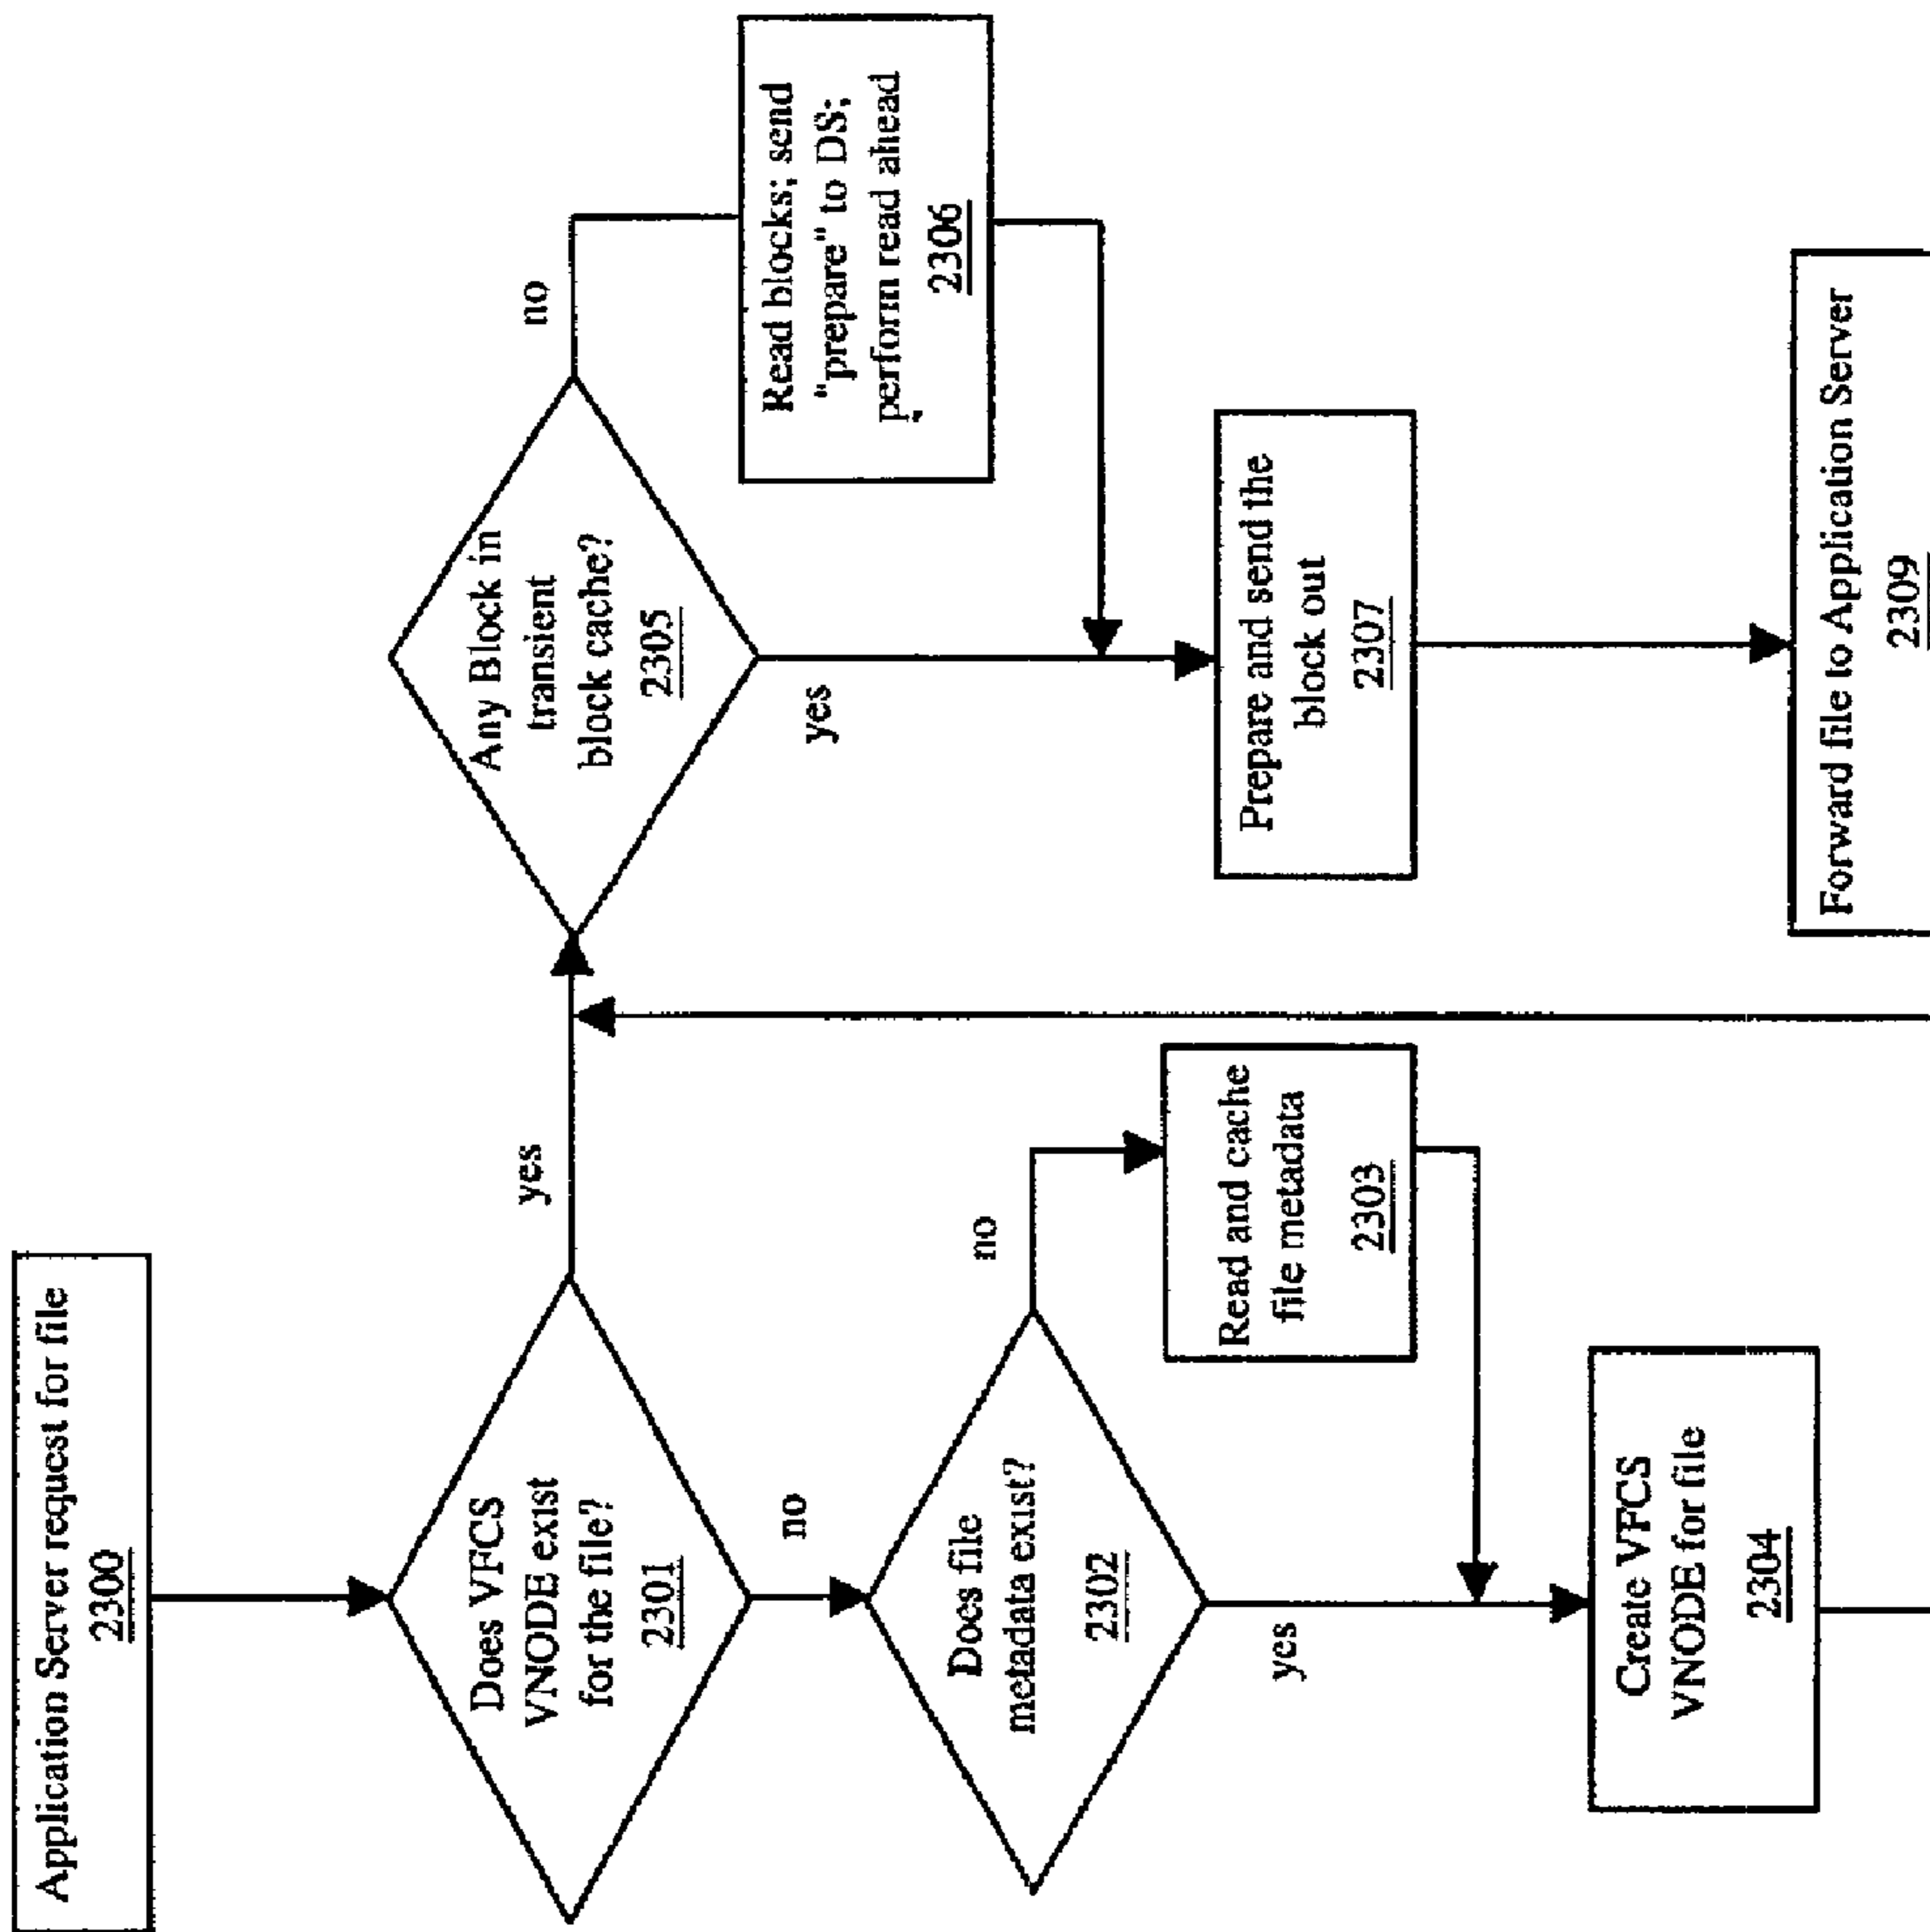 Application Server request for file
2300
Does VFCS
VNODE exist
for the file?
2301
yes
no
Does file
metadata exist?
2302
no
yes
Read and cache
file metadata
2303
Create VFCS
VNODE for file
2304
Any Block in
transient
block cache?
2305
no
yes
Read blocks; send
"prepare" to DS;
perform read ahead
2306
Prepare and send the
block out
2307
Forward file to Application Server
2309